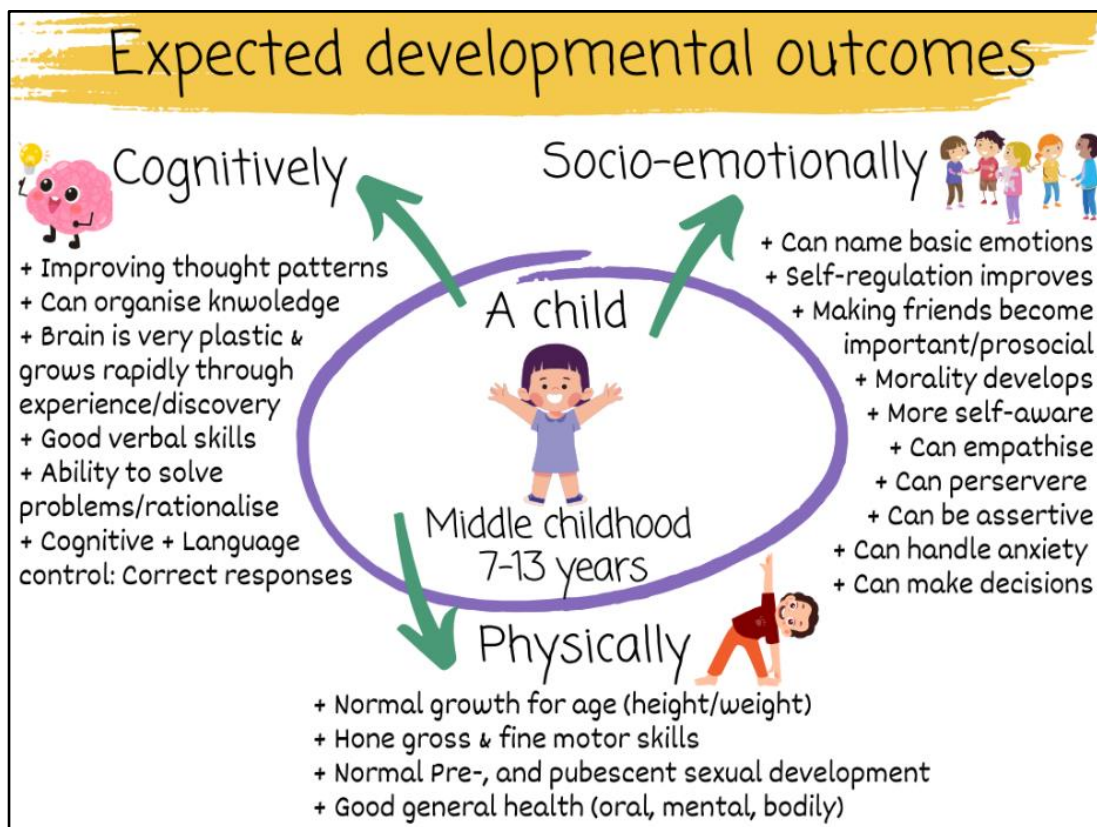 Expected developmental outcomes
Cognitively
+ Improving thought patterns
+ Can organise knwoledge
+ Brain is very plastic &
grows rapidly through
experience/discovery
+ Good verbal skills
+ Ability to solve
problems/rationalise
+ Cognitive + Language
control: Correct responses
Socio-emotionally
+ Can name basic emotions
+ Self-regulation improves
+ Making friends become
important/prosocial
+ Morality develops
+ More self-aware
+ Can empathise
+ Can perservere
+ Can be assertive
+ Can handle anxiety
+ Can make decisions
A child
Middle childhood
7-13 years
Physically
+ Normal growth for age (height/weight)
+ Hone gross & fine motor skills
+ Normal Pre-, and pubescent sexual development
+ Good general health (oral, mental, bodily)